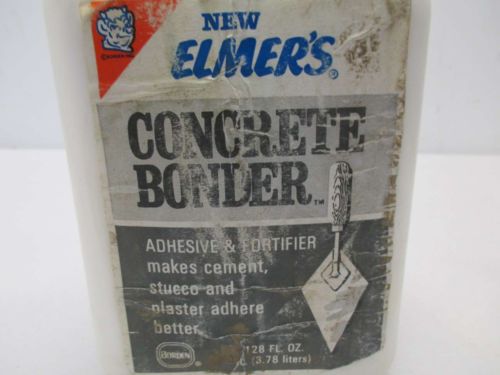 NEW
ELMER'S®
CONCRETE
BONDER™
ADHESIVE & FORTIFIER
makes cement,
stucco and
plaster adhere
better.
BORDEN®
128 FL. OZ.
(3.78 liters)